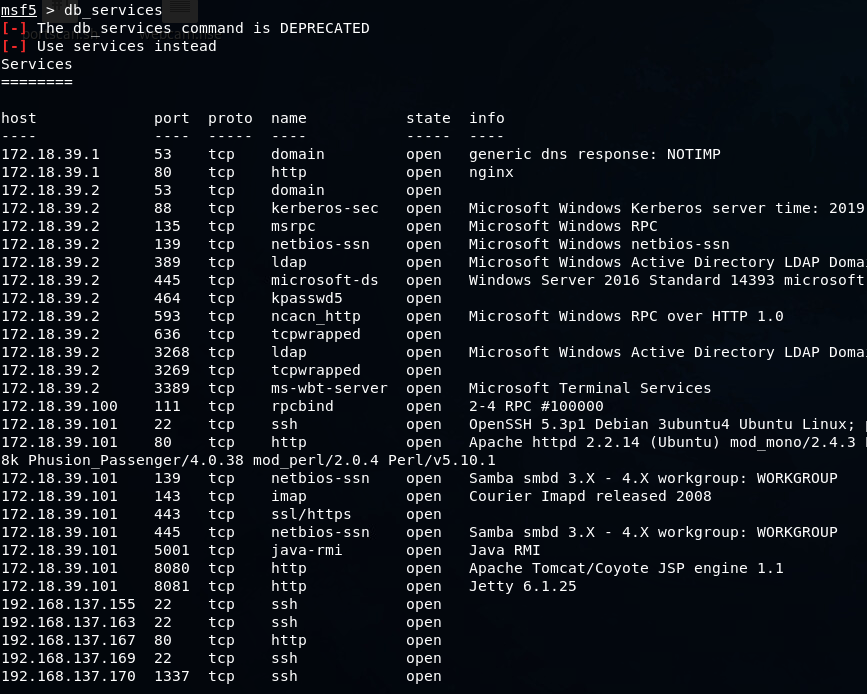 msf5 > db_services
[-] The db_services command is DEPRECATED
[-] Use services instead
Services
========
host             port  proto  name           state  info
----             ----  -----  ----           -----  ----
172.18.39.1      53    tcp    domain         open   generic dns response: NOTIMP
172.18.39.1      80    tcp    http           open   nginx
172.18.39.2      53    tcp    domain         open
172.18.39.2      88    tcp    kerberos-sec   open   Microsoft Windows Kerberos server time: 2019
172.18.39.2      135   tcp    msrpc          open   Microsoft Windows RPC
172.18.39.2      139   tcp    netbios-ssn    open   Microsoft Windows netbios-ssn
172.18.39.2      389   tcp    ldap           open   Microsoft Windows Active Directory LDAP Doma
172.18.39.2      445   tcp    microsoft-ds   open   Windows Server 2016 Standard 14393 microsoft
172.18.39.2      464   tcp    kpasswd5       open
172.18.39.2      593   tcp    ncacn_http     open   Microsoft Windows RPC over HTTP 1.0
172.18.39.2      636   tcp    tcpwrapped     open
172.18.39.2      3268  tcp    ldap           open   Microsoft Windows Active Directory LDAP Doma
172.18.39.2      3269  tcp    tcpwrapped     open
172.18.39.2      3389  tcp    ms-wbt-server  open   Microsoft Terminal Services
172.18.39.100    111   tcp    rpcbind        open   2-4 RPC #100000
172.18.39.101    22    tcp    ssh            open   OpenSSH 5.3p1 Debian 3ubuntu4 Ubuntu Linux;
172.18.39.101    80    tcp    http           open   Apache httpd 2.2.14 (Ubuntu) mod_mono/2.4.3
8k Phusion_Passenger/4.0.38 mod_perl/2.0.4 Perl/v5.10.1
172.18.39.101    139   tcp    netbios-ssn    open   Samba smbd 3.X - 4.X workgroup: WORKGROUP
172.18.39.101    143   tcp    imap           open   Courier Imapd released 2008
172.18.39.101    443   tcp    ssl/https      open
172.18.39.101    445   tcp    netbios-ssn    open   Samba smbd 3.X - 4.X workgroup: WORKGROUP
172.18.39.101    5001  tcp    java-rmi       open   Java RMI
172.18.39.101    8080  tcp    http           open   Apache Tomcat/Coyote JSP engine 1.1
172.18.39.101    8081  tcp    http           open   Jetty 6.1.25
192.168.137.155  22    tcp    ssh            open
192.168.137.163  22    tcp    ssh            open
192.168.137.167  80    tcp    http           open
192.168.137.169  22    tcp    ssh            open
192.168.137.170  1337  tcp    ssh            open